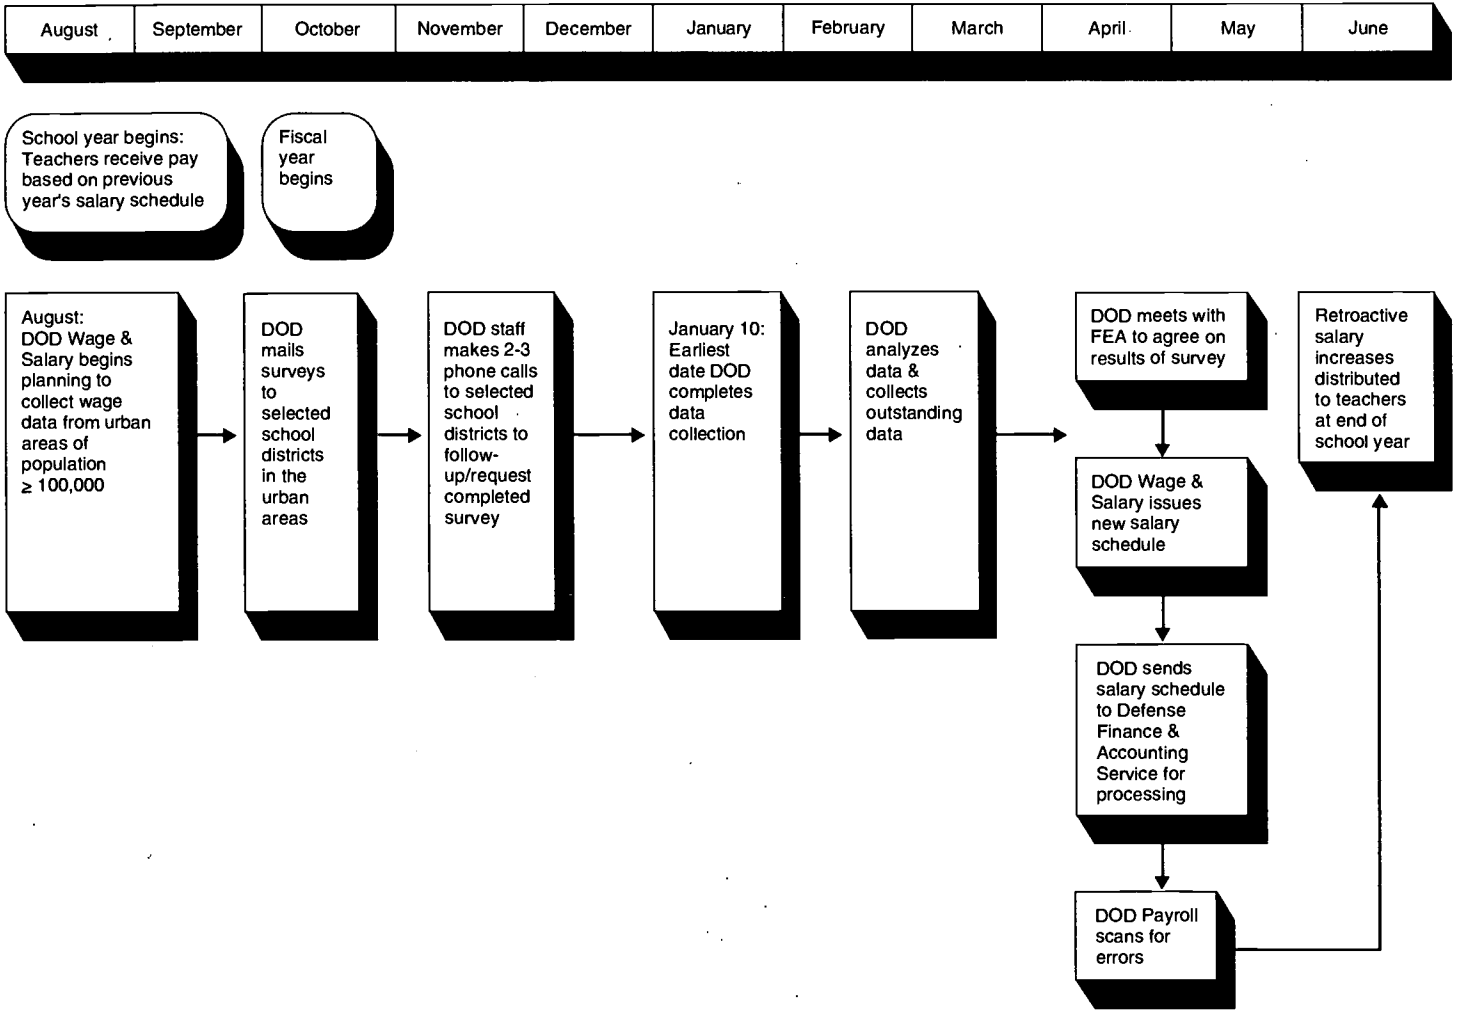 August September October November December January February March April May June
School year begins:
Teachers receive pay
based on previous
year's salary schedule
Fiscal
year
begins
August:
DOD Wage &
Salary begins
planning to
collect wage
data from urban
areas of
population
≥ 100,000
DOD
mails
surveys
to
selected
school
districts
in the
urban
areas
DOD staff
makes 2-3
phone calls
to selected
school
districts to
follow-
up/request
completed
survey
January 10:
Earliest
date DOD
completes
data
collection
DOD
analyzes
data &
collects
outstanding
data
DOD meets with
FEA to agree on
results of survey
DOD Wage &
Salary issues
new salary
schedule
DOD sends
salary schedule
to Defense
Finance &
Accounting
Service for
processing
DOD Payroll
scans for
errors
Retroactive
salary
increases
distributed
to teachers
at end of
school year